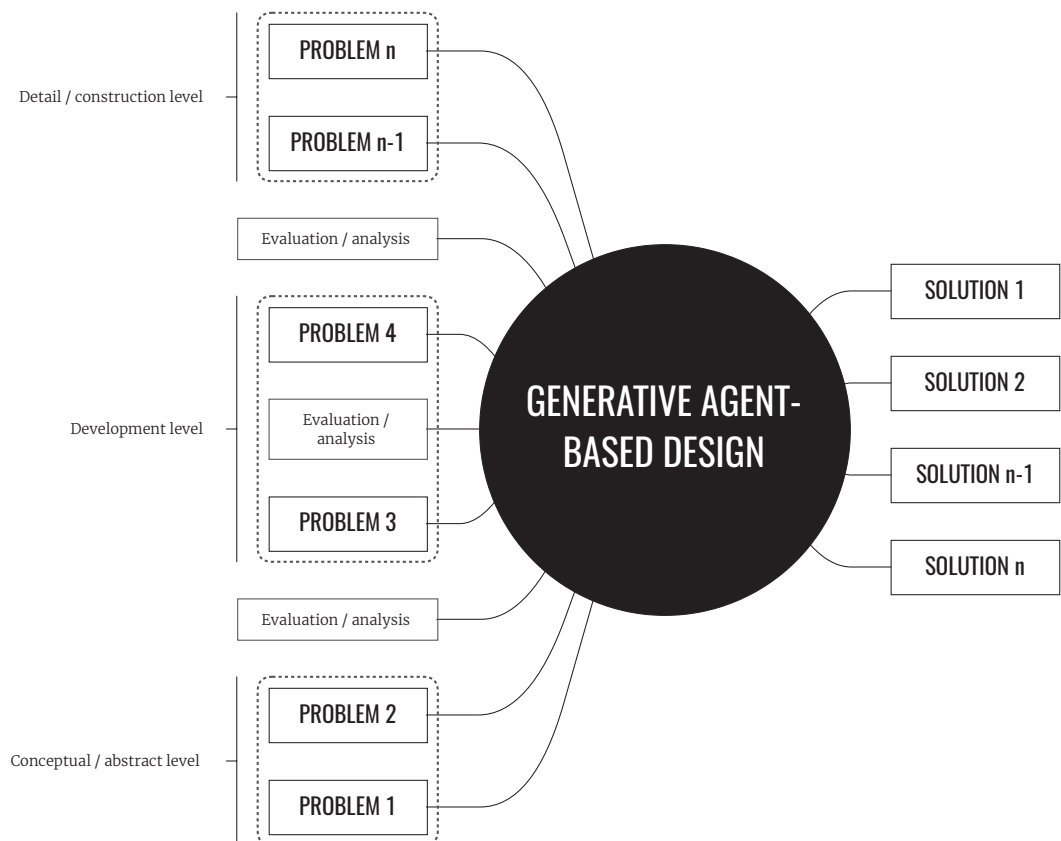 PROBLEM n
Detail / construction level
PROBLEM n-1
Evaluation / analysis
PROBLEM 4
Development level
Evaluation /
analysis
PROBLEM 3
Evaluation / analysis
PROBLEM 2
Conceptual / abstract level
PROBLEM 1
GENERATIVE AGENT-
BASED DESIGN
SOLUTION 1
SOLUTION 2
SOLUTION n-1
SOLUTION n